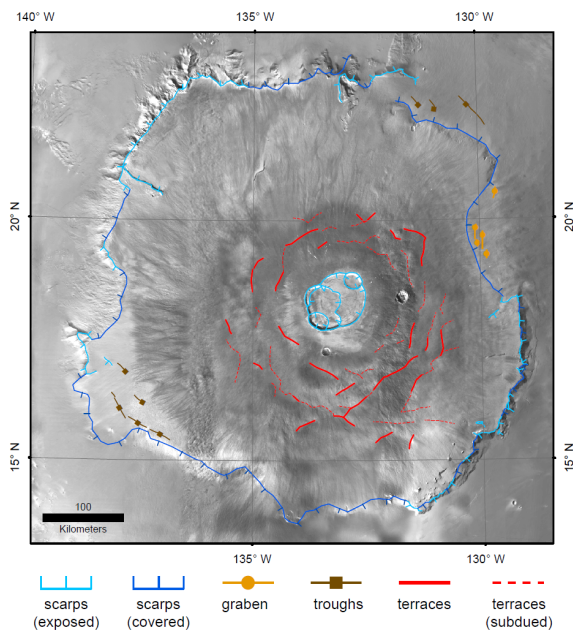 140° W
135° W
130° W
20° N
20° N
15° N
15° N
100
Kilometers
135° W
130° W
scarps
(exposed)
scarps
(covered)
graben
troughs
terraces
terraces
(subdued)